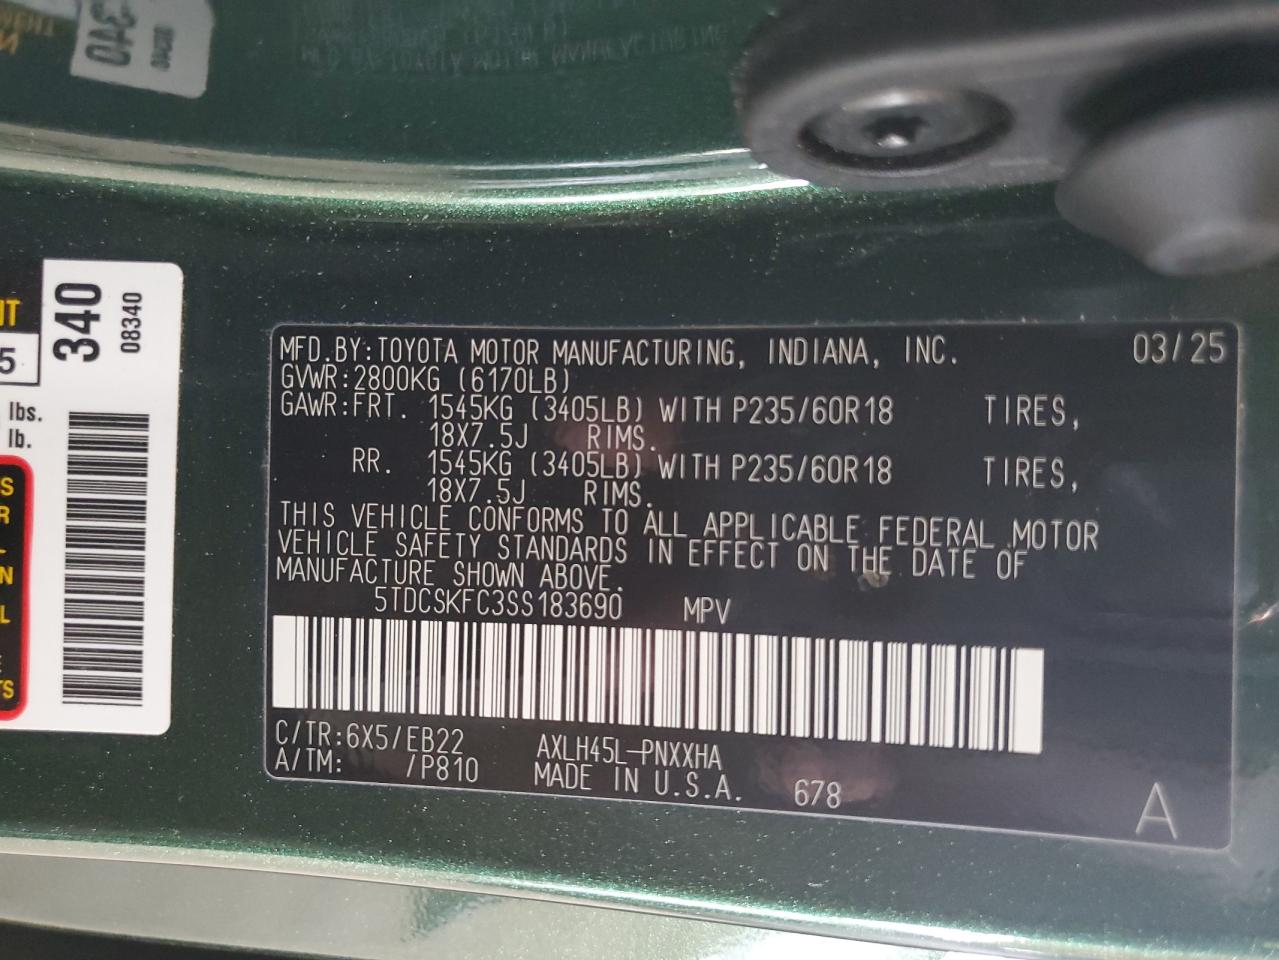 340
08340
IT
5
lbs.
lb.
S
R
L
N
L
E
TS
MFD.BY:TOYOTA MOTOR MANUFACTURING, INDIANA, INC. 03/25
GVWR:2800KG (6170LB)
GAWR:FRT. 1545KG (3405LB) WITH P235/60R18 TIRES,
18X7.5J RIMS.
RR. 1545KG (3405LB) WITH P235/60R18 TIRES,
18X7.5J RIMS.
THIS VEHICLE CONFORMS TO ALL APPLICABLE FEDERAL MOTOR
VEHICLE SAFETY STANDARDS IN EFFECT ON THE DATE OF
MANUFACTURE SHOWN ABOVE.
5TDCSKFC3SS183690 MPV
C/TR:6X5/EB22 AXLH45L-PNXXHA
A/TM: /P810 MADE IN U.S.A. 678
A